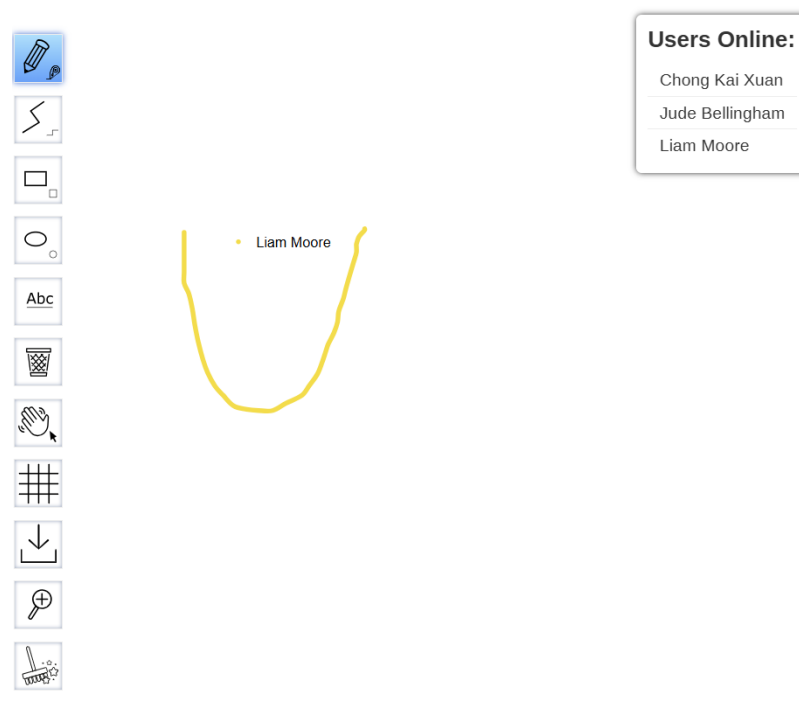 Users Online:
Chong Kai Xuan
Jude Bellingham
Liam Moore
Liam Moore
Abc